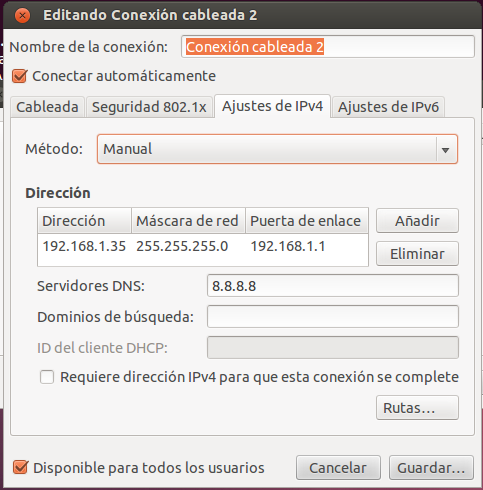 Editando Conexión cableada 2
Nombre de la conexión: Conexión cableada 2
Conectar automáticamente
Cableada Seguridad 802.1x Ajustes de IPv4 Ajustes de IPv6
Método: Manual
Dirección
Dirección Máscara de red Puerta de enlace Añadir
192.168.1.35 255.255.255.0 192.168.1.1
Eliminar
Servidores DNS: 8.8.8.8
Dominios de búsqueda:
ID del cliente DHCP:
Requiere dirección IPv4 para que esta conexión se complete
Rutas...
Disponible para todos los usuarios Cancelar Guardar...